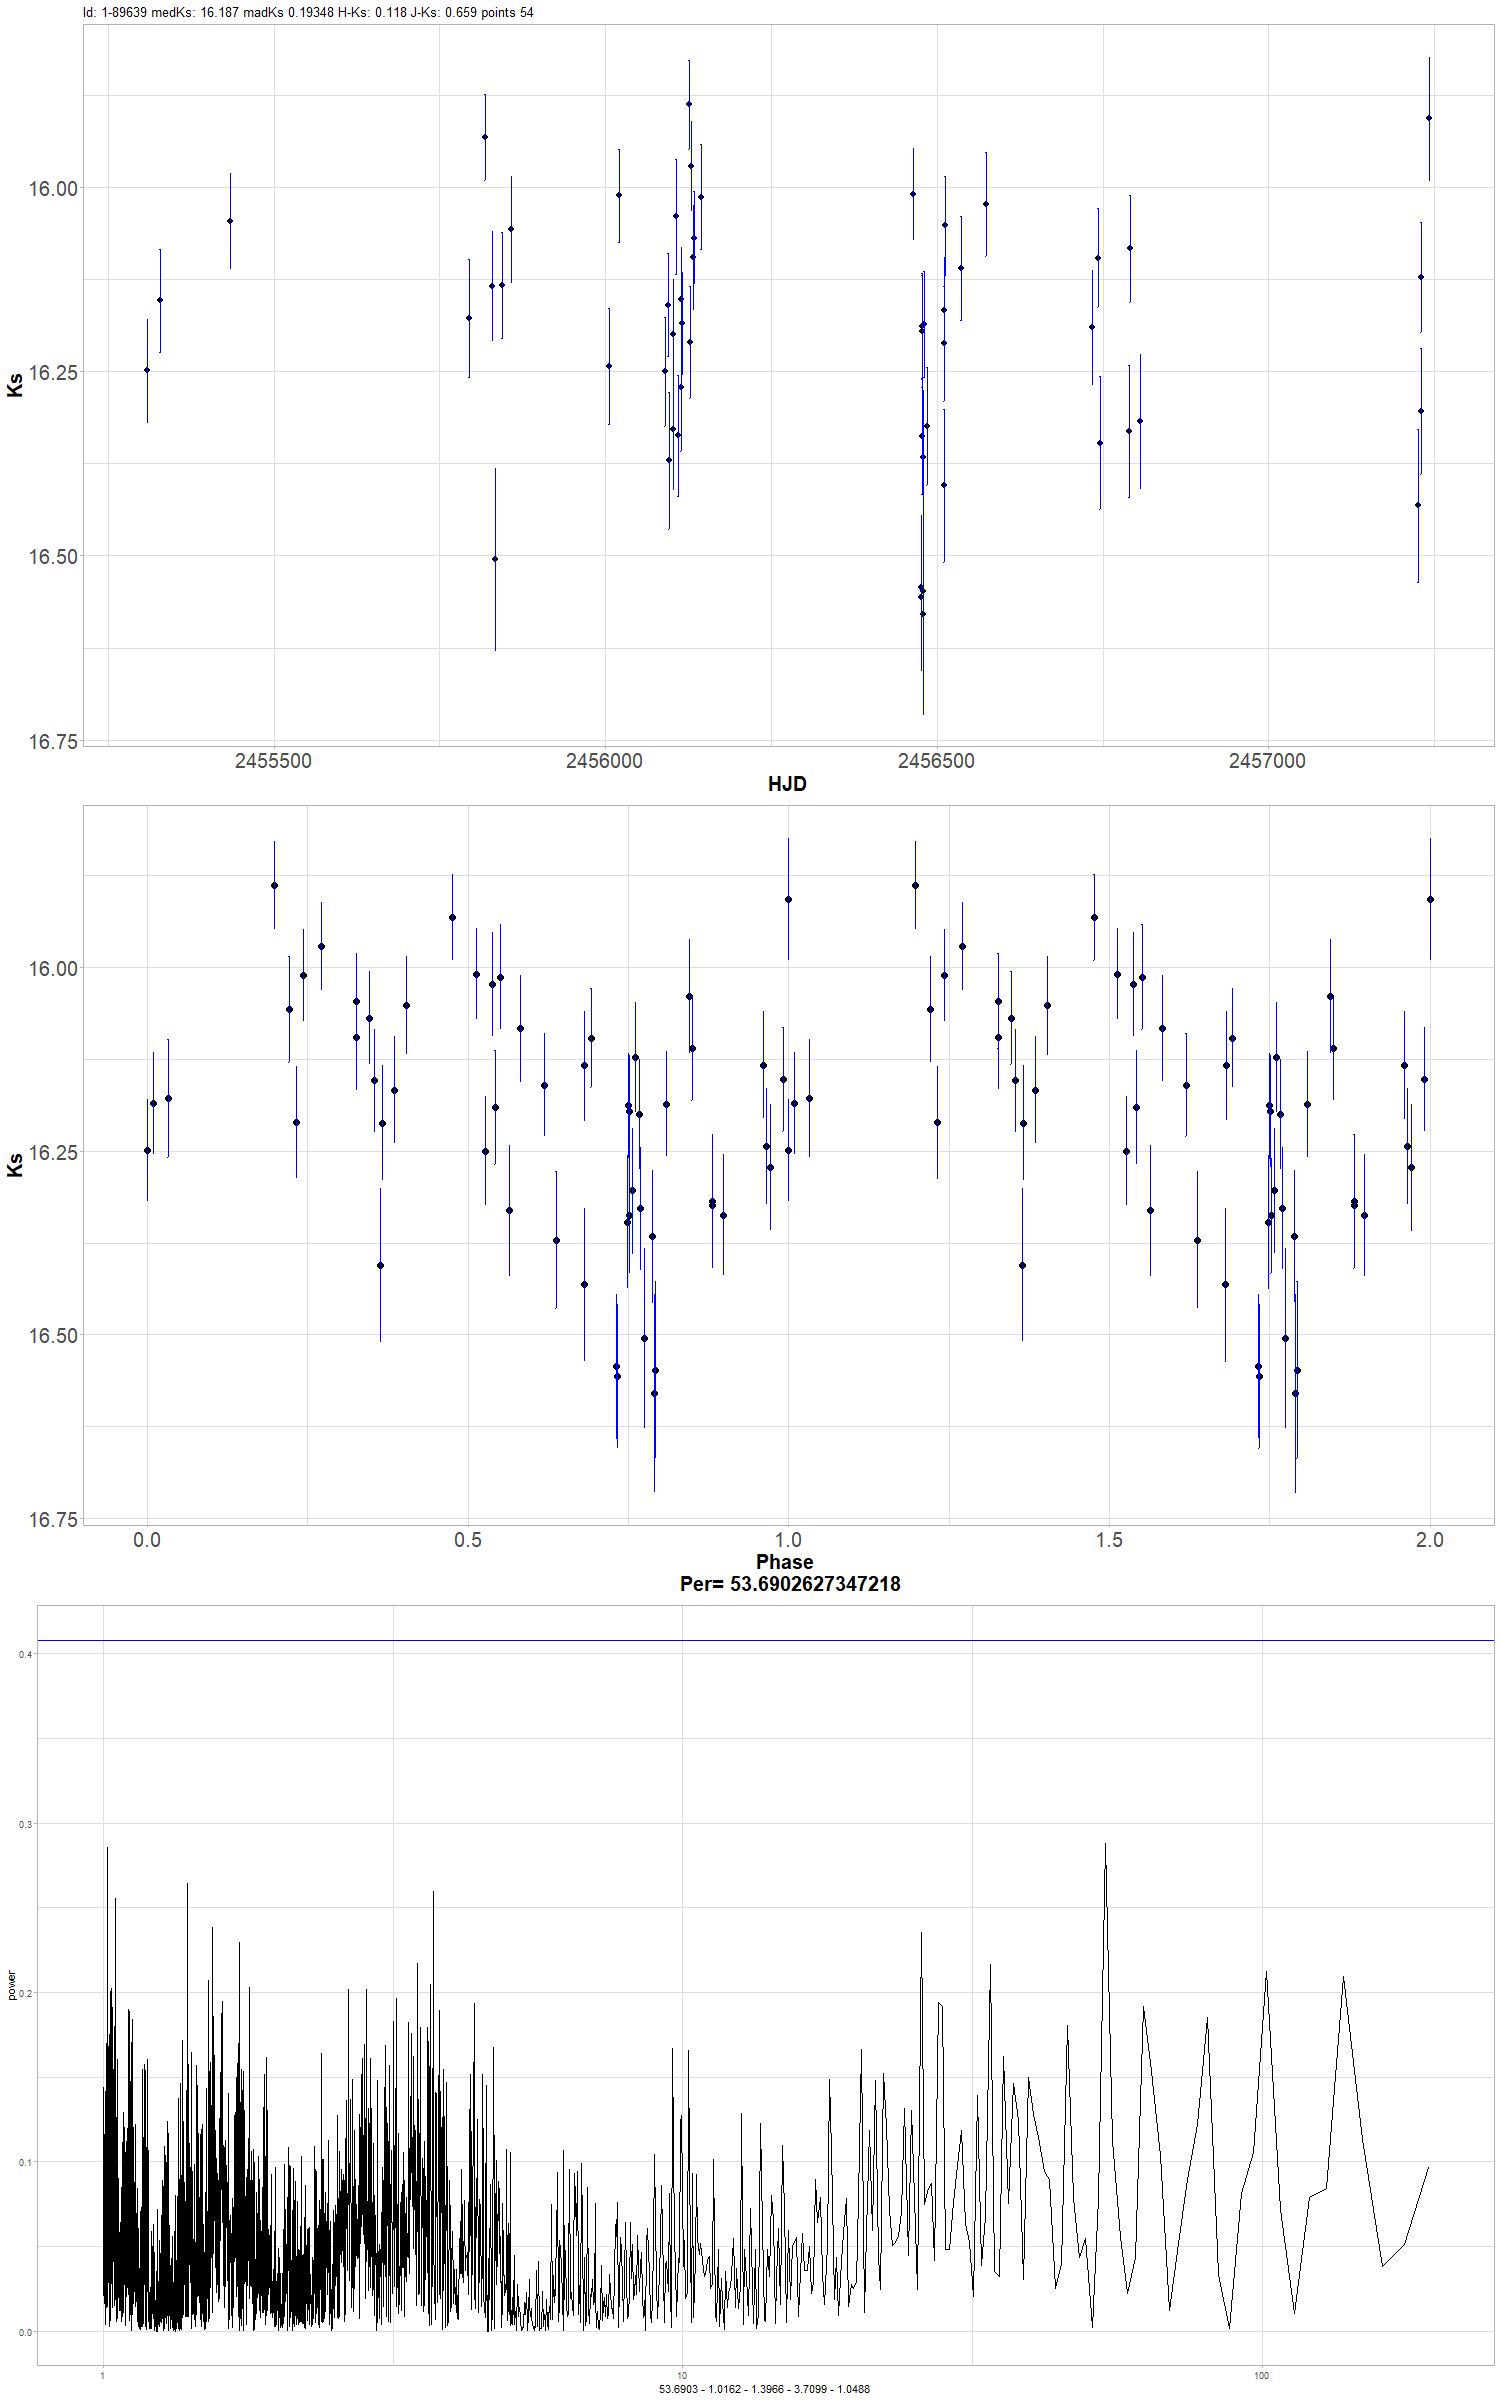 Id: 1-89639 medKs: 16.187 madKs 0.19348 H-Ks: 0.118 J-Ks: 0.659 points 54
16.00
16.25
16.50
16.75
Ks
2455500 2456000 2456500 2457000
HJD
16.00
16.25
16.50
16.75
Ks
0.0 0.5 1.0 1.5 2.0
Phase
Per= 53.6902627347218
0.4
0.3
0.2
0.1
0.0
power
1 10 100
53.6903 - 1.0162 - 1.3966 - 3.7099 - 1.0488